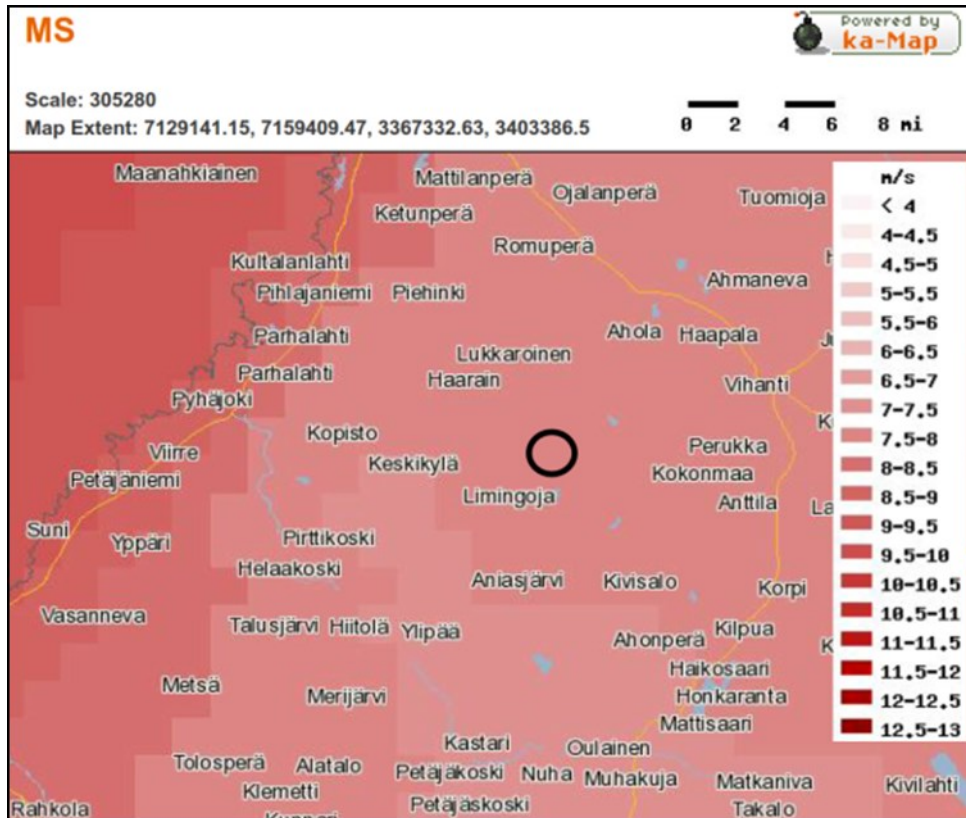 MS
Powered by
ka-Map
Scale: 305280
Map Extent: 7129141.15, 7159409.47, 3367332.63, 3403386.5
0 2 4 6 8 mi
Maanahkiainen
Mattilanperä
Ojalanperä
Tuomioja
Ketunperä
Romuperä
Kultalanlahti
Pihlajaniemi
Piehinki
Ahmaneva
Parhalahti
Ahola
Haapala
Lukkaroinen
Parhalahti
Haarain
Vihanti
Pyhäjoki
Kopisto
Viirre
Keskikylä
Perukka
Petäjäniemi
Kokonmaa
Limingoja
Anttila
La
Suni
Yppäri
Pirttikoski
Helaakoski
Aniasjärvi
Kivisalo
Korpi
Vasanneva
Talusjärvi
Hiitolä
Ylipää
Ahonperä
Kilpua
Haikosaari
Metsä
Merijärvi
Honkaranta
Mattisaari
Kastari
Oulainen
Tolosperä
Alatalo
Petäjäkoski
Nuha
Muhakuja
Matkaniva
Kivilahti
Klemetti
Petäjäskoski
Takalo
Rahkola
m/s
< 4
4-4.5
4.5-5
5-5.5
5.5-6
6-6.5
6.5-7
7-7.5
7.5-8
8-8.5
8.5-9
9-9.5
9.5-10
10-10.5
10.5-11
11-11.5
11.5-12
12-12.5
12.5-13